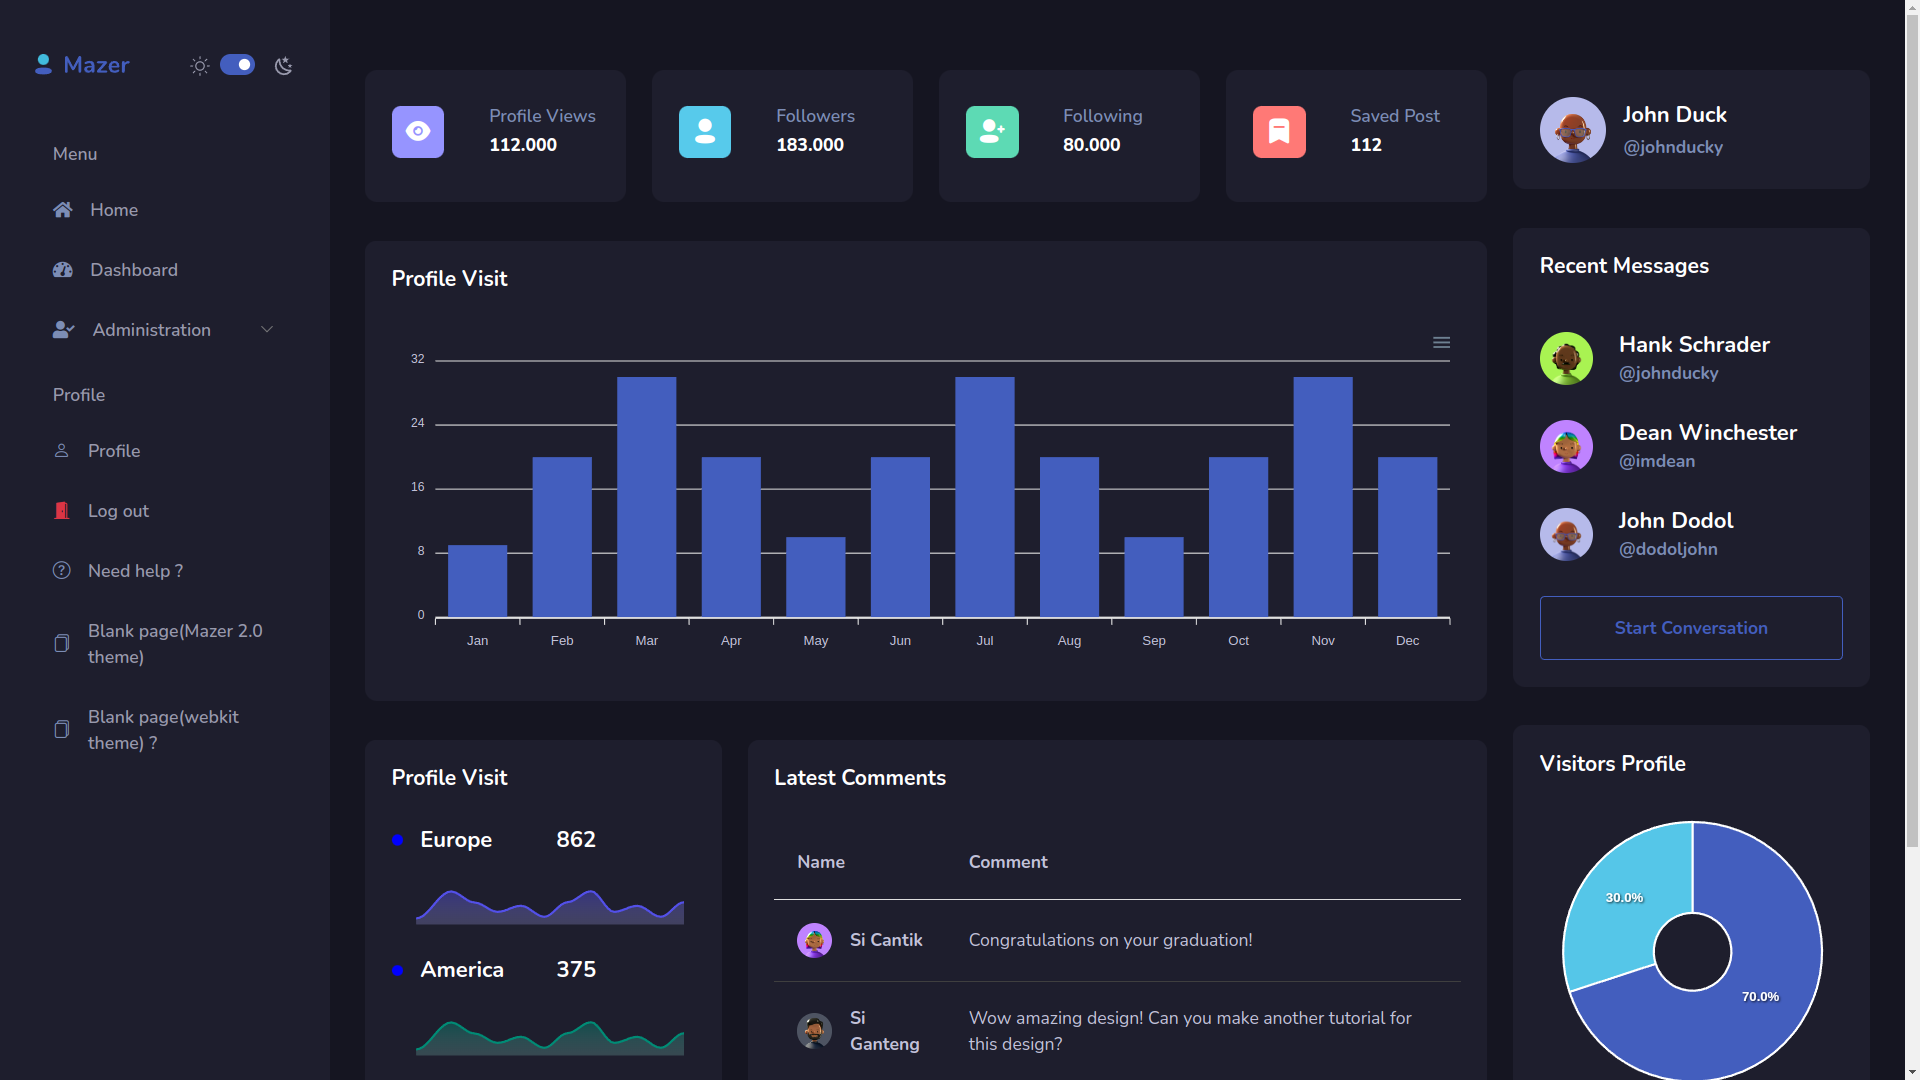 Mazer
Menu
Home
Dashboard
Administration
Profile
Profile
Log out
Need help ?
Blank page(Mazer 2.0
theme)
Blank page(webkit
theme) ?
Profile Views
112.000
Followers
183.000
Following
80.000
Saved Post
112
John Duck
@johnducky
Profile Visit
32
24
16
8
0
Jan Feb Mar Apr May Jun Jul Aug Sep Oct Nov Dec
Recent Messages
Hank Schrader
@johnducky
Dean Winchester
@imdean
John Dodol
@dodoljohn
Start Conversation
Profile Visit
Europe 862
America 375
Latest Comments
Name Comment
Si Cantik Congratulations on your graduation!
Si
Ganteng
Wow amazing design! Can you make another tutorial for
this design?
Visitors Profile
30.0%
70.0%